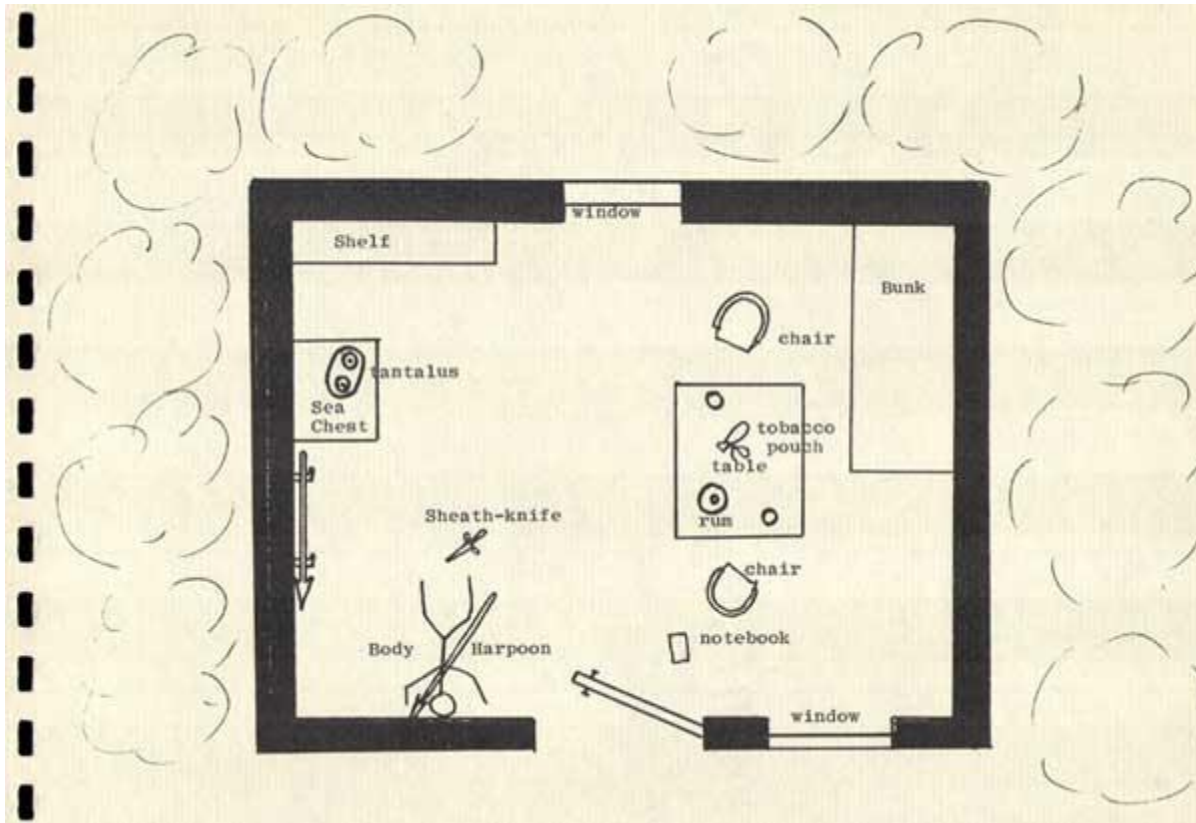 window
Shelf
Bunk
chair
tantalus
Sea
Chest
tobacco
pouch
table
rum
Sheath-knife
chair
notebook
Body
Harpoon
window